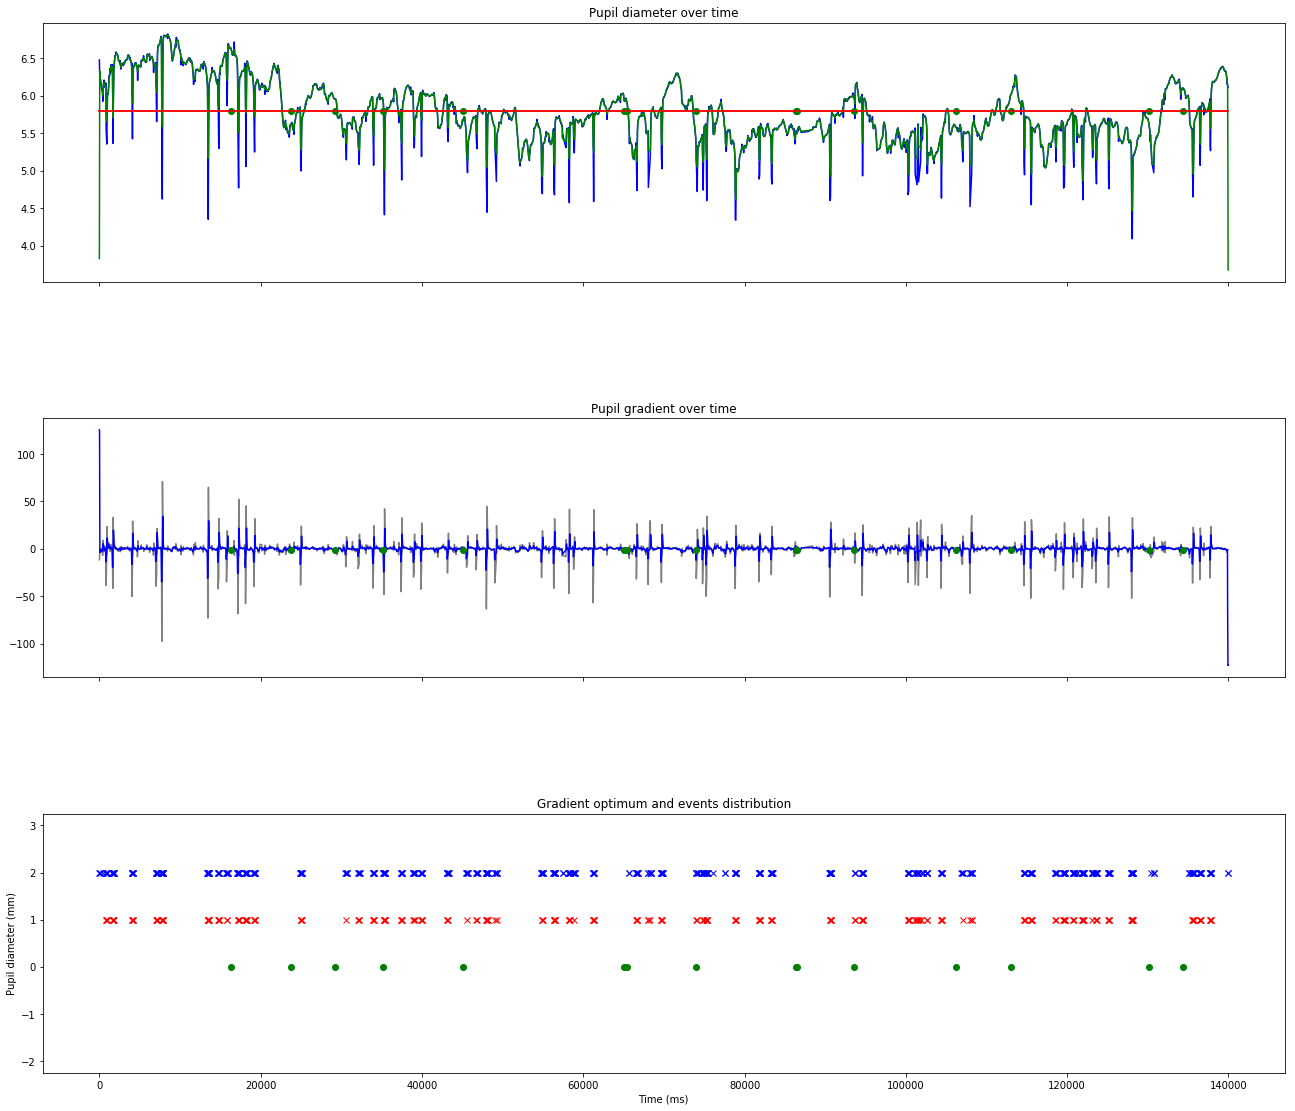 Pupil diameter over time
6.5
6.0
5.5
5.0
4.5
4.0
Pupil gradient over time
100
50
0
−50
−100
Gradient optimum and events distribution
3
2
1
0
−1
−2
Pupil diameter (mm)
0 20000 40000 60000 80000 100000 120000 140000
Time (ms)